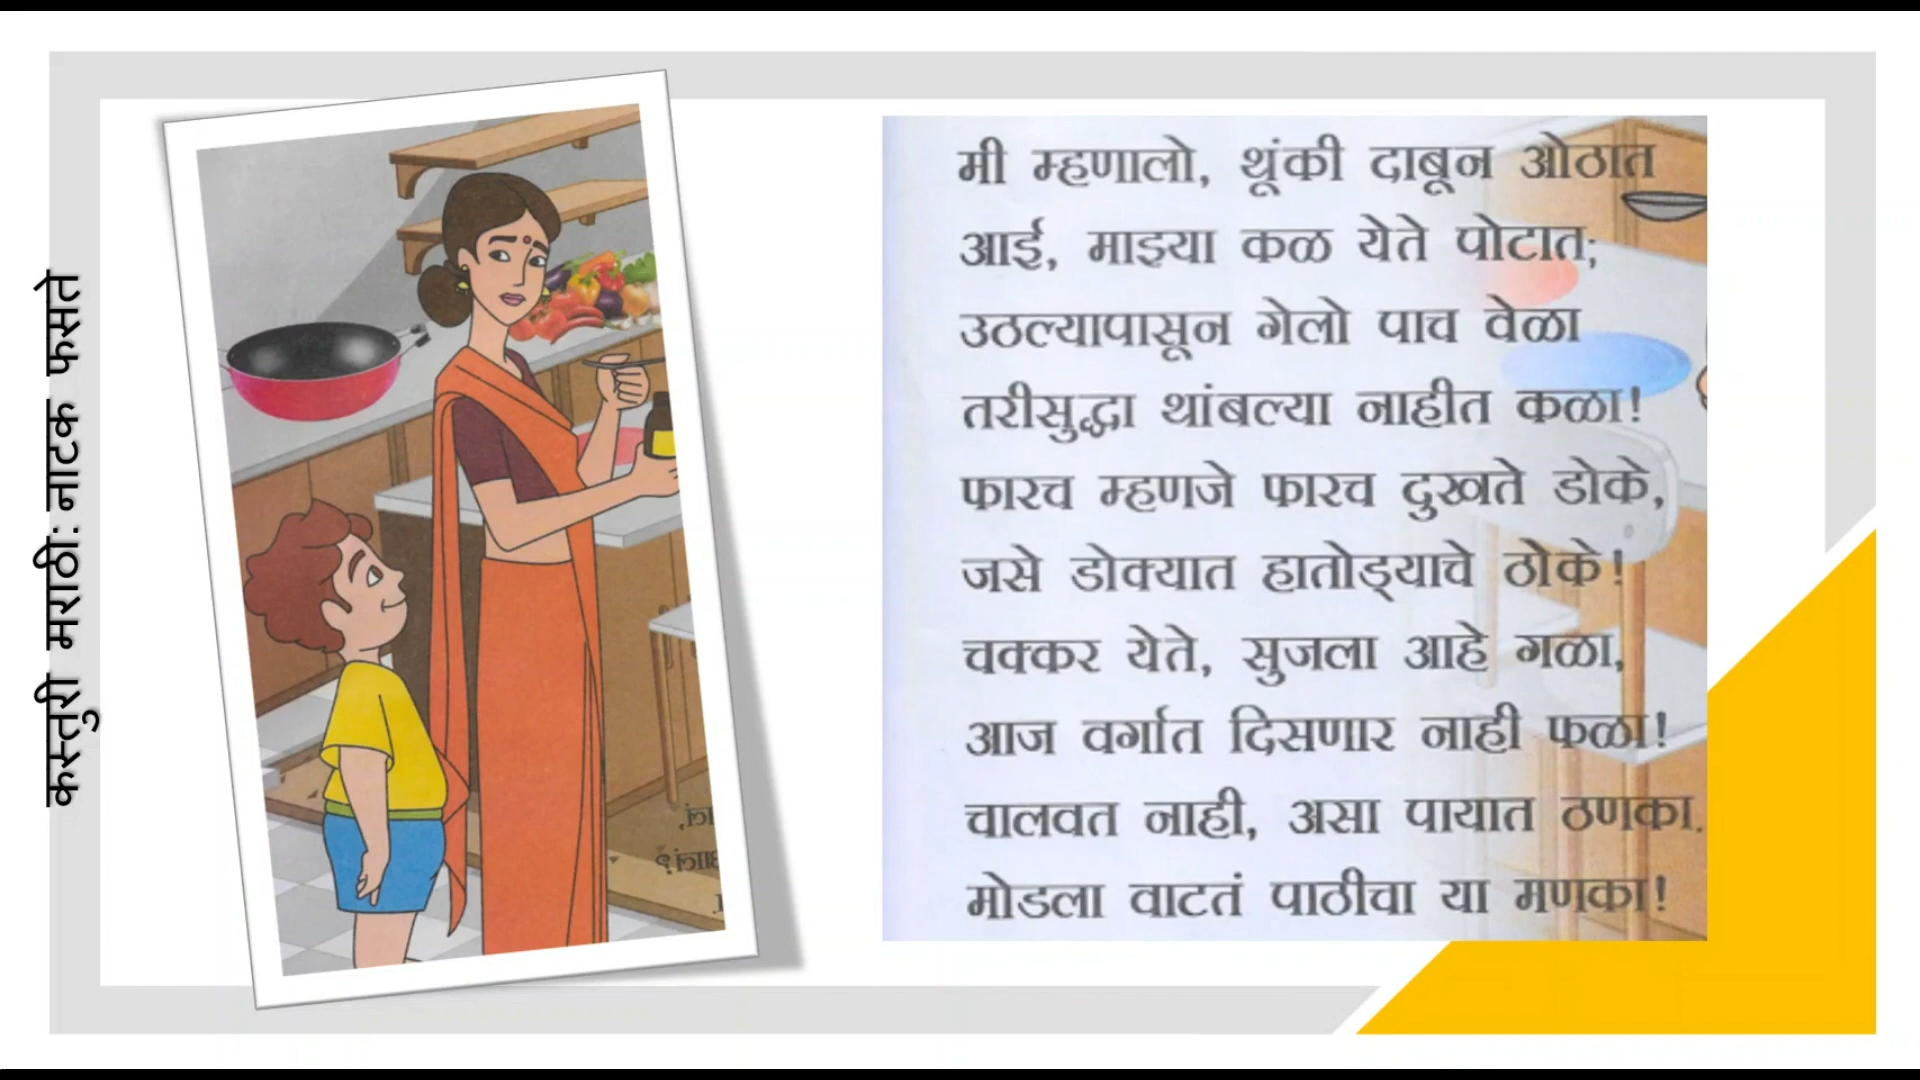 कस्तुरी मराठी: नाटक फसते
मी म्हणालो, थूंकी दाबून ओठात
आई, माझ्या कळ येते पोटात;
उठल्यापासून गेलो पाच वेळा
तरीसुद्धा थांबल्या नाहीत कळा!
फारच म्हणजे फारच दुखते डोके,
जसे डोक्यात हातोड्याचे ठोके!
चक्कर येते, सुजला आहे गळा,
आज वर्गात दिसणार नाही फळा!
चालवत नाही, असा पायात ठणका.
मोडला वाटतं पाठीचा या मणका!